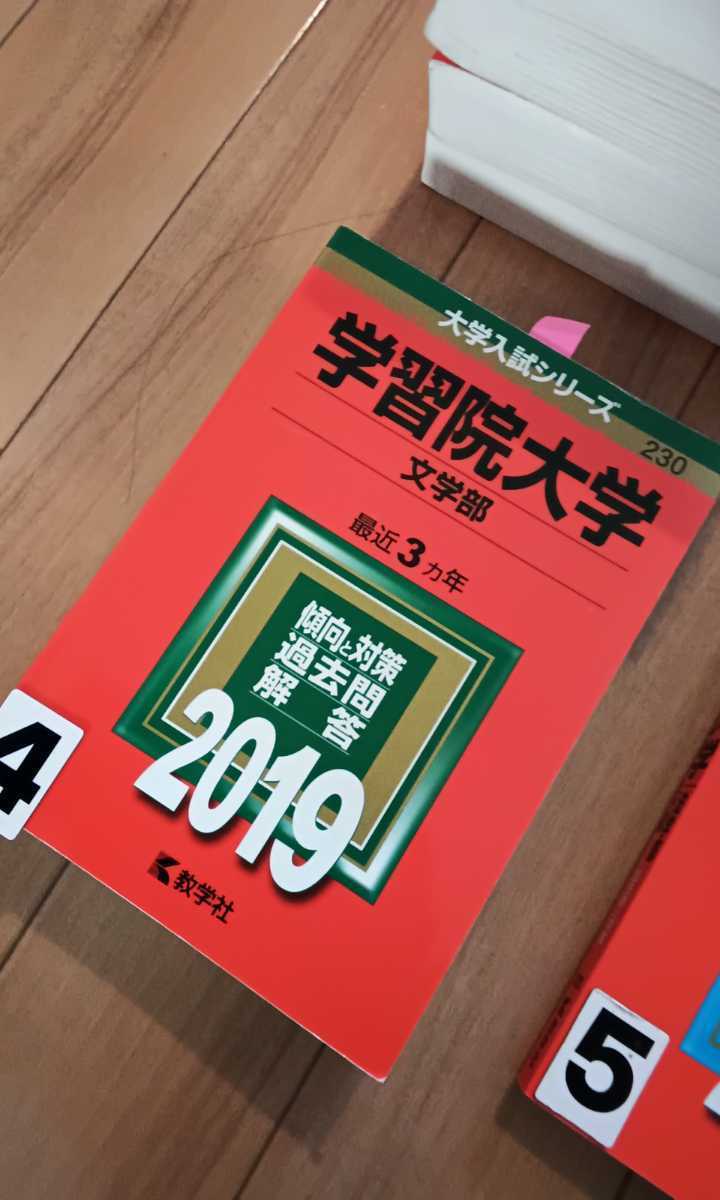 大学入試シリーズ
230
学習院大学
文学部
最近3ヵ年
傾向と対策
過去問
解答
2019
教学社
4
5